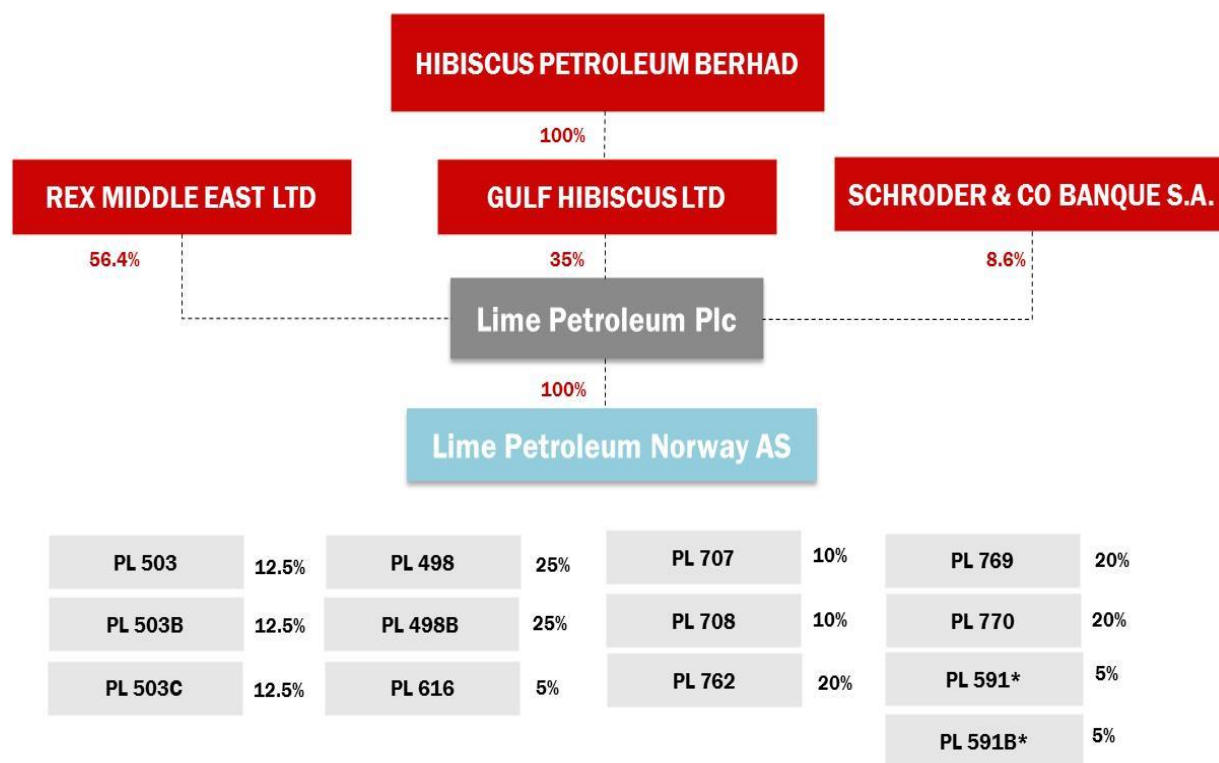 HIBISCUS PETROLEUM BERHAD
100%
REX MIDDLE EAST LTD
GULF HIBISCUS LTD
SCHRODER & CO BANQUE S.A.
56.4%
35%
8.6%
Lime Petroleum Plc
100%
Lime Petroleum Norway AS
PL 503 12.5%
PL 498 25%
PL 707 10%
PL 769 20%
PL 503B 12.5%
PL 498B 25%
PL 708 10%
PL 770 20%
PL 503C 12.5%
PL 616 5%
PL 762 20%
PL 591* 5%
PL 591B* 5%